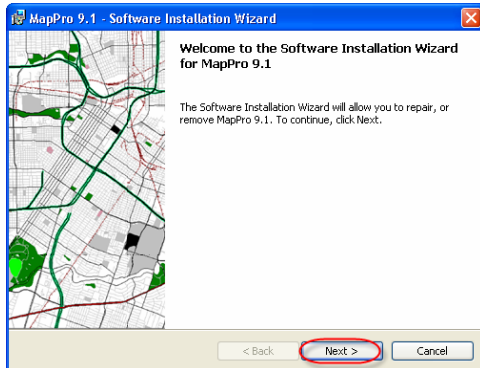 MapPro 9.1 - Software Installation Wizard
Welcome to the Software Installation Wizard
for MapPro 9.1
The Software Installation Wizard will allow you to repair, or
remove MapPro 9.1. To continue, click Next.
< Back
Next >
Cancel